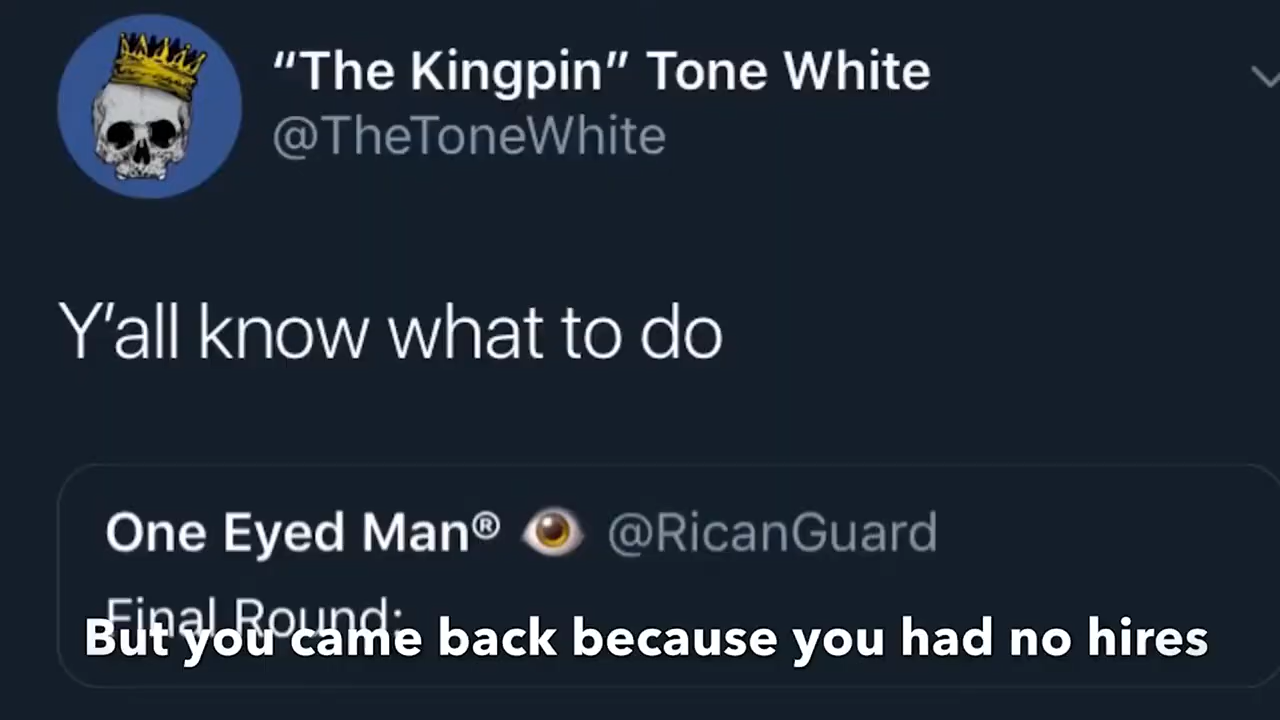 “The Kingpin” Tone White
@TheToneWhite
Y’all know what to do
One Eyed Man® 👁 @RicanGuard
Final Round:
But you came back because you had no hires